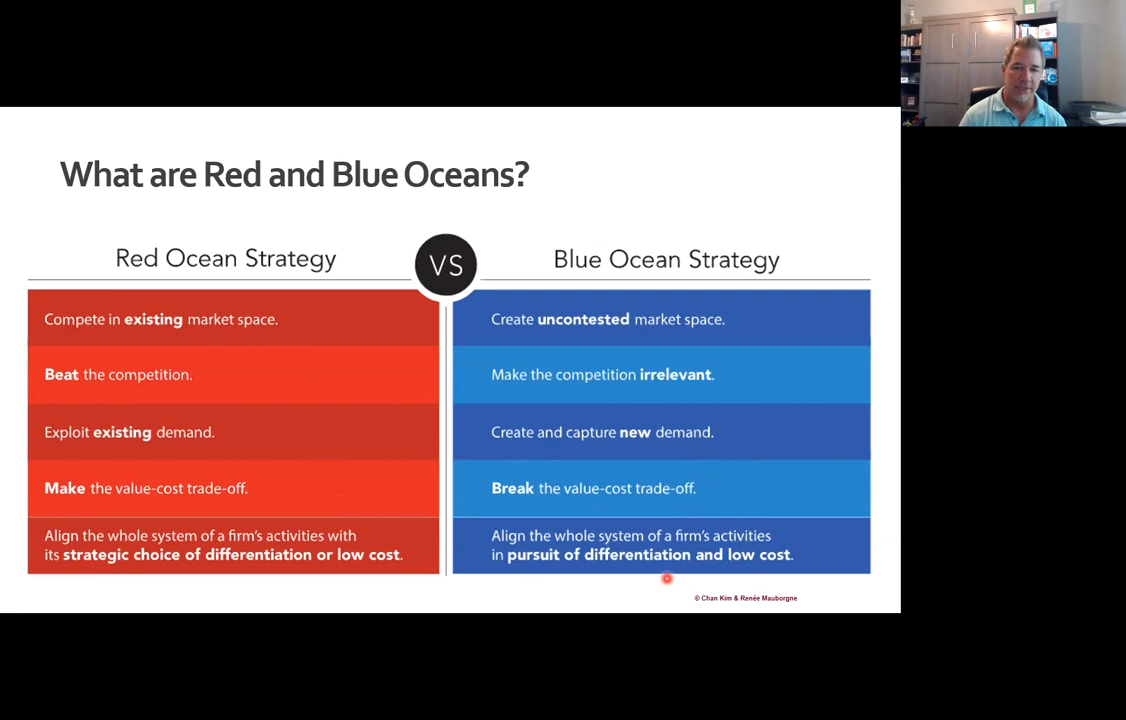 What are Red and Blue Oceans?
Red Ocean Strategy
VS
Blue Ocean Strategy
Compete in existing market space.
Create uncontested market space.
Beat the competition.
Make the competition irrelevant.
Exploit existing demand.
Create and capture new demand.
Make the value-cost trade-off.
Break the value-cost trade-off.
Align the whole system of a firm's activities with
its strategic choice of differentiation or low cost.
Align the whole system of a firm's activities
in pursuit of differentiation and low cost.
© Chan Kim & Renée Mauborgne